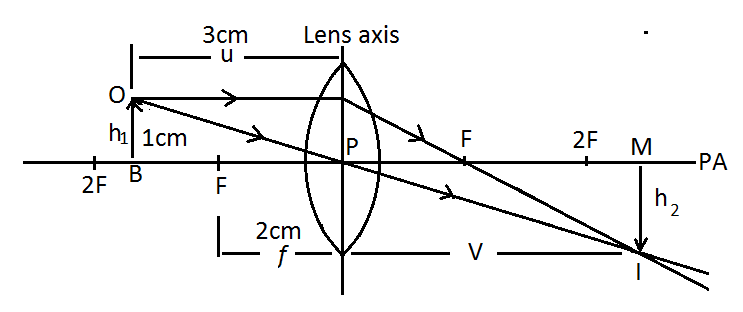 3cm Lens axis
u
O
h1 1cm P F 2F M PA
2F B F h2
2cm
f V I